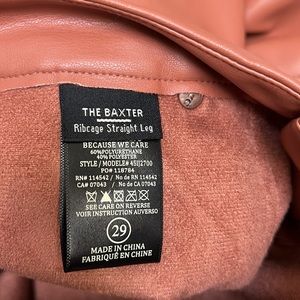 THE BAXTER
Ribcage Straight Leg
BECAUSE WE CARE
60%POLYURETHANE
40%POLYESTER
STYLE / MODELE# 45IJ2700
PO# 118784
RN# 114542 / No de RN 114542
CA# 07043 / No de CA 07043
SEE CARE ON REVERSE
VOIR INSTRUCTION AUVERSO
29
MADE IN CHINA
FABRIQUÉ EN CHINE